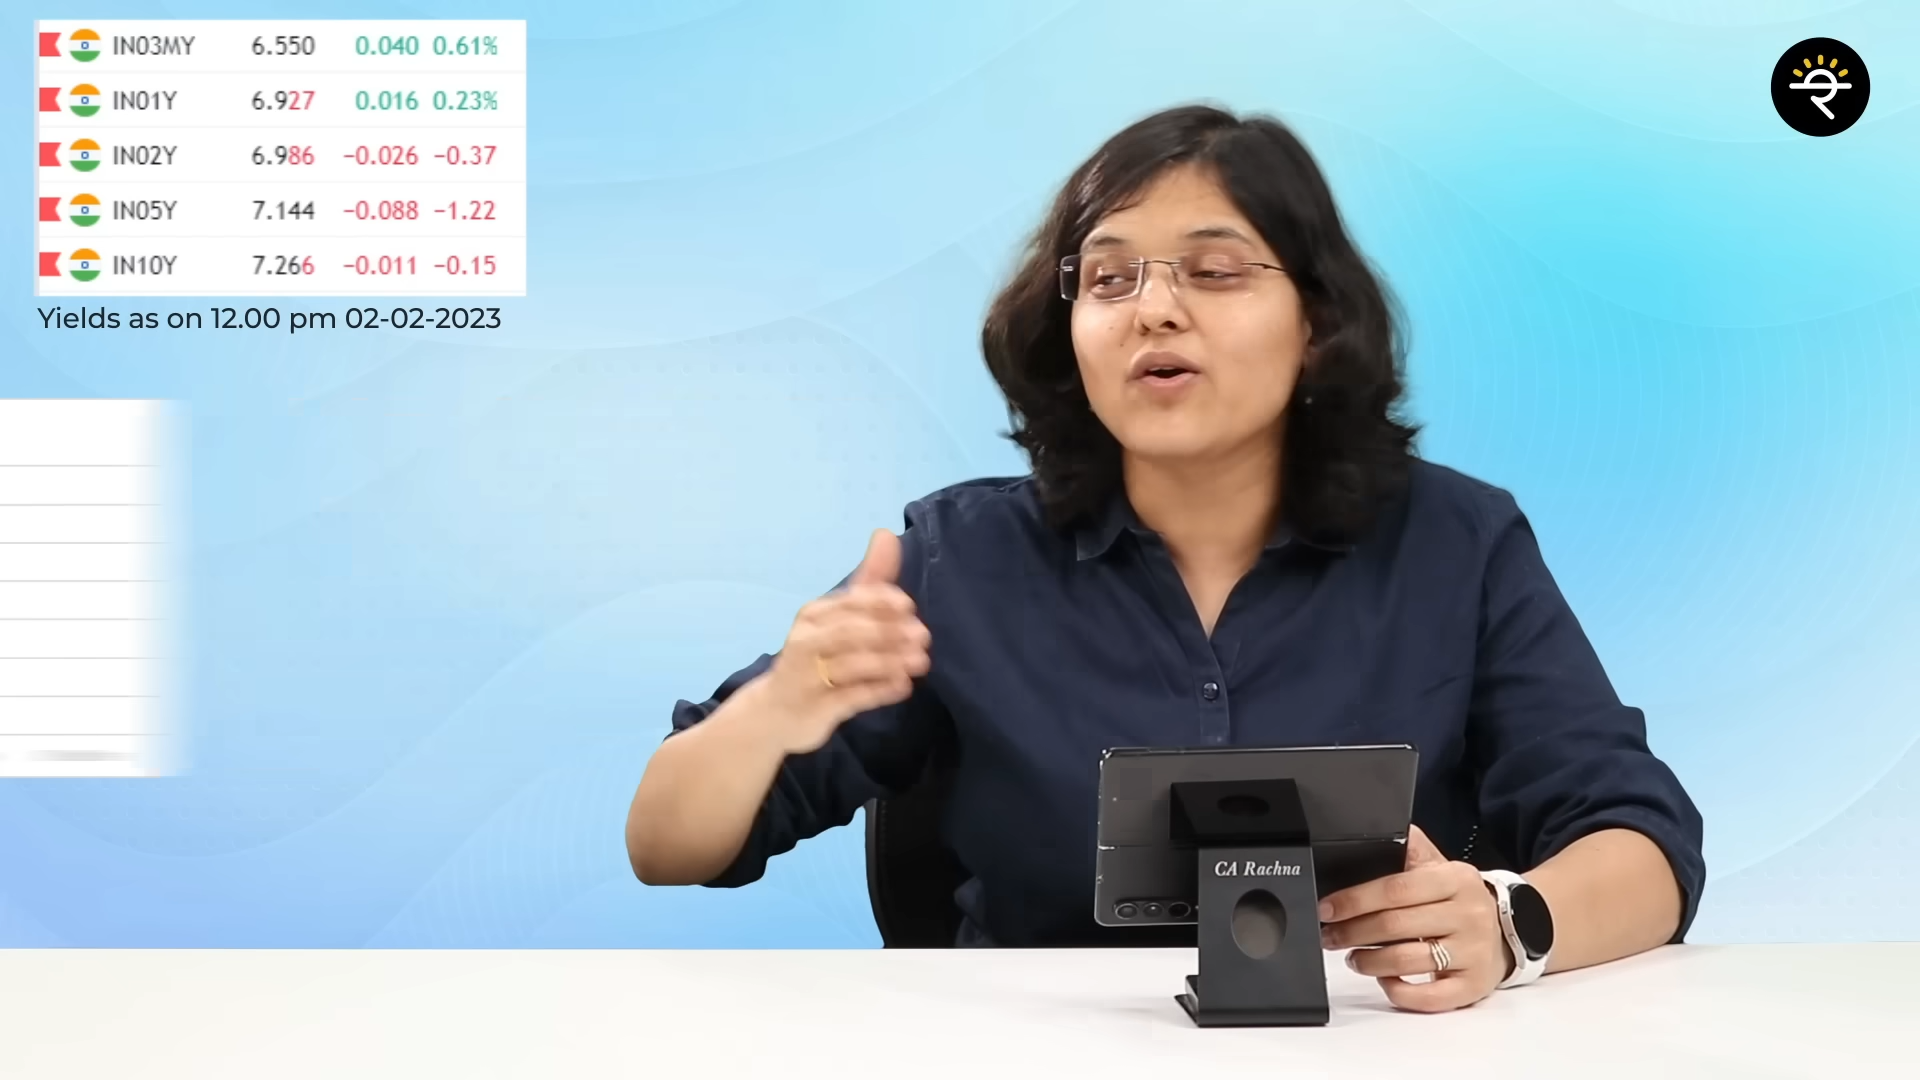 IN03MY 6.550 0.040 0.61%
IN01Y 6.927 0.016 0.23%
IN02Y 6.986 −0.026 −0.37
IN05Y 7.144 −0.088 −1.22
IN10Y 7.266 −0.011 −0.15
Yields as on 12.00 pm 02-02-2023
CA Rachna